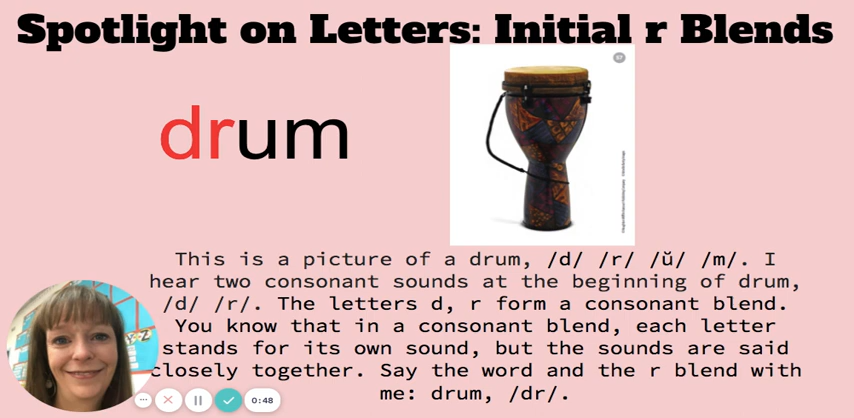 Spotlight on Letters: Initial r Blends
57
drum
This is a picture of a drum, /d/ /r/ /ŭ/ /m/. I
hear two consonant sounds at the beginning of drum,
/d/ /r/. The letters d, r form a consonant blend.
You know that in a consonant blend, each letter
stands for its own sound, but the sounds are said
closely together. Say the word and the r blend with
me: drum, /dr/.
0:48